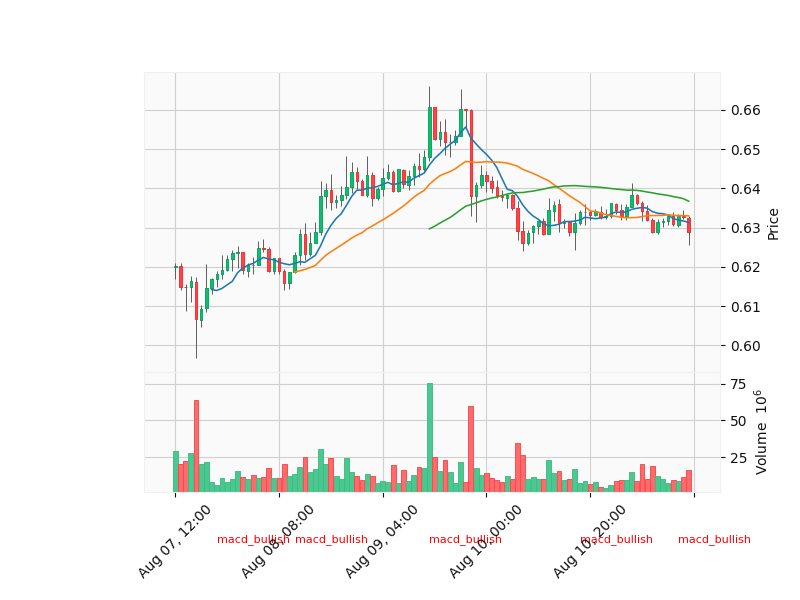 0.66
0.65
0.64
0.63
0.62
0.61
0.60
Price
75
50
25
Volume 10^6
Aug 07, 12:00
Aug 08, 08:00
Aug 09, 04:00
Aug 10, 00:00
Aug 10, 20:00
macd_bullish
macd_bullish
macd_bullish
macd_bullish
macd_bullish